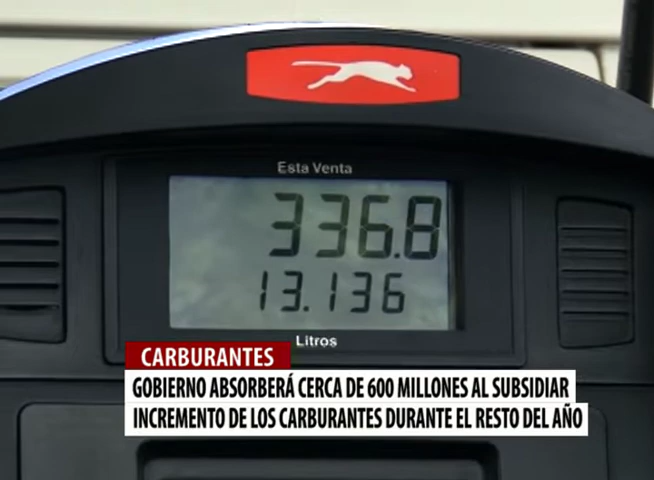 Esta Venta
336.8
13.136
Litros
CARBURANTES
GOBIERNO ABSORBERÁ CERCA DE 600 MILLONES AL SUBSIDIAR
INCREMENTO DE LOS CARBURANTES DURANTE EL RESTO DEL AÑO